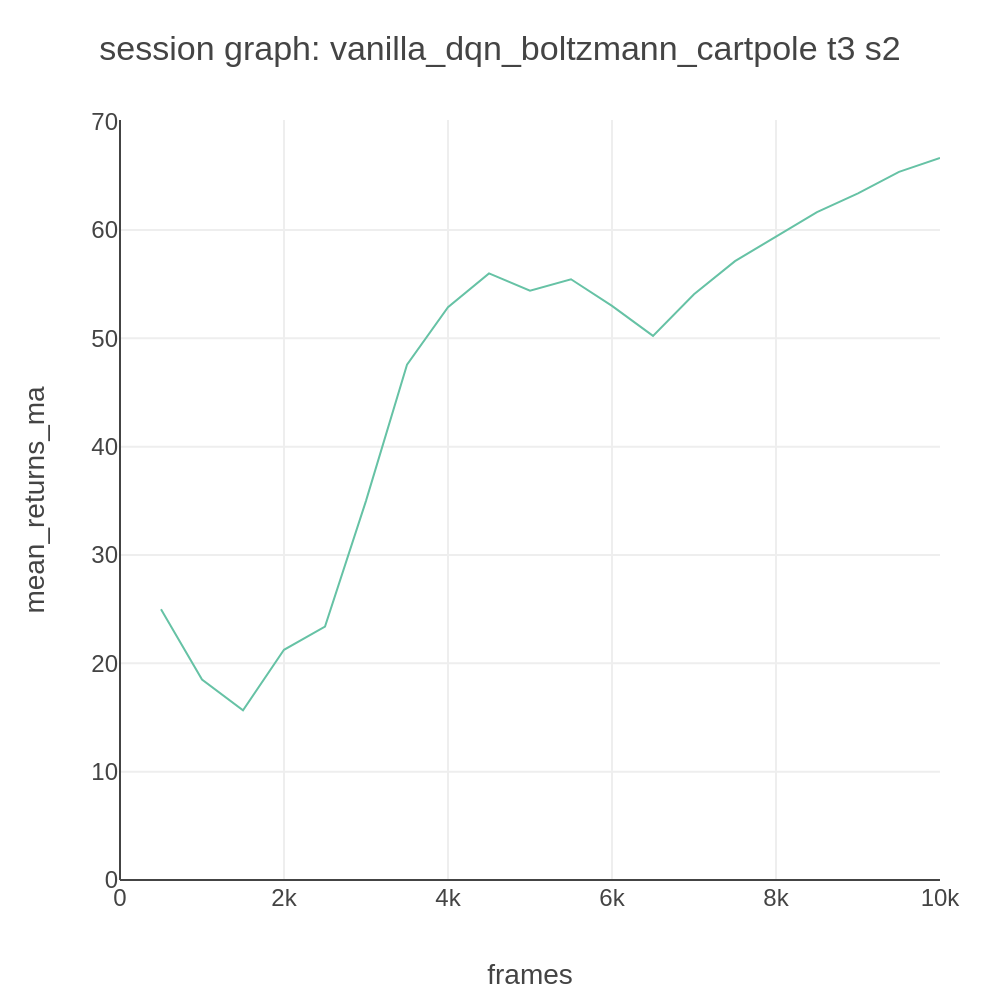 session graph: vanilla_dqn_boltzmann_cartpole t3 s2
70
60
50
40
30
20
10
0
mean_returns_ma
0 2k 4k 6k 8k 10k
frames